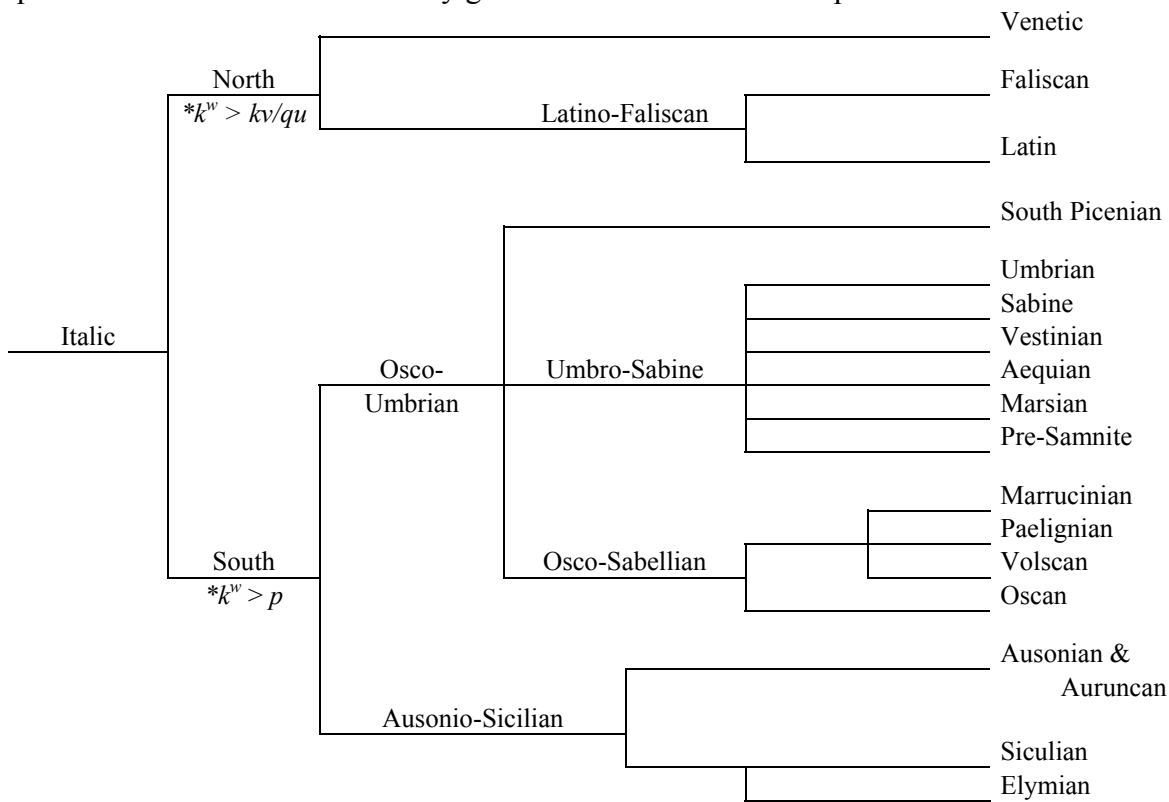 Venetic
North
*kʷ > kv/qu
Faliscan
Latino-Faliscan
Latin
South Picenian
Umbrian
Sabine
Vestinian
Italic
Osco-
Umbrian
Umbro-Sabine
Aequian
Marsian
Pre-Samnite
Marrucinian
Paelignian
South
*kʷ > p
Osco-Sabellian
Volscan
Oscan
Ausonian &
Auruncan
Ausonio-Sicilian
Siculian
Elymian